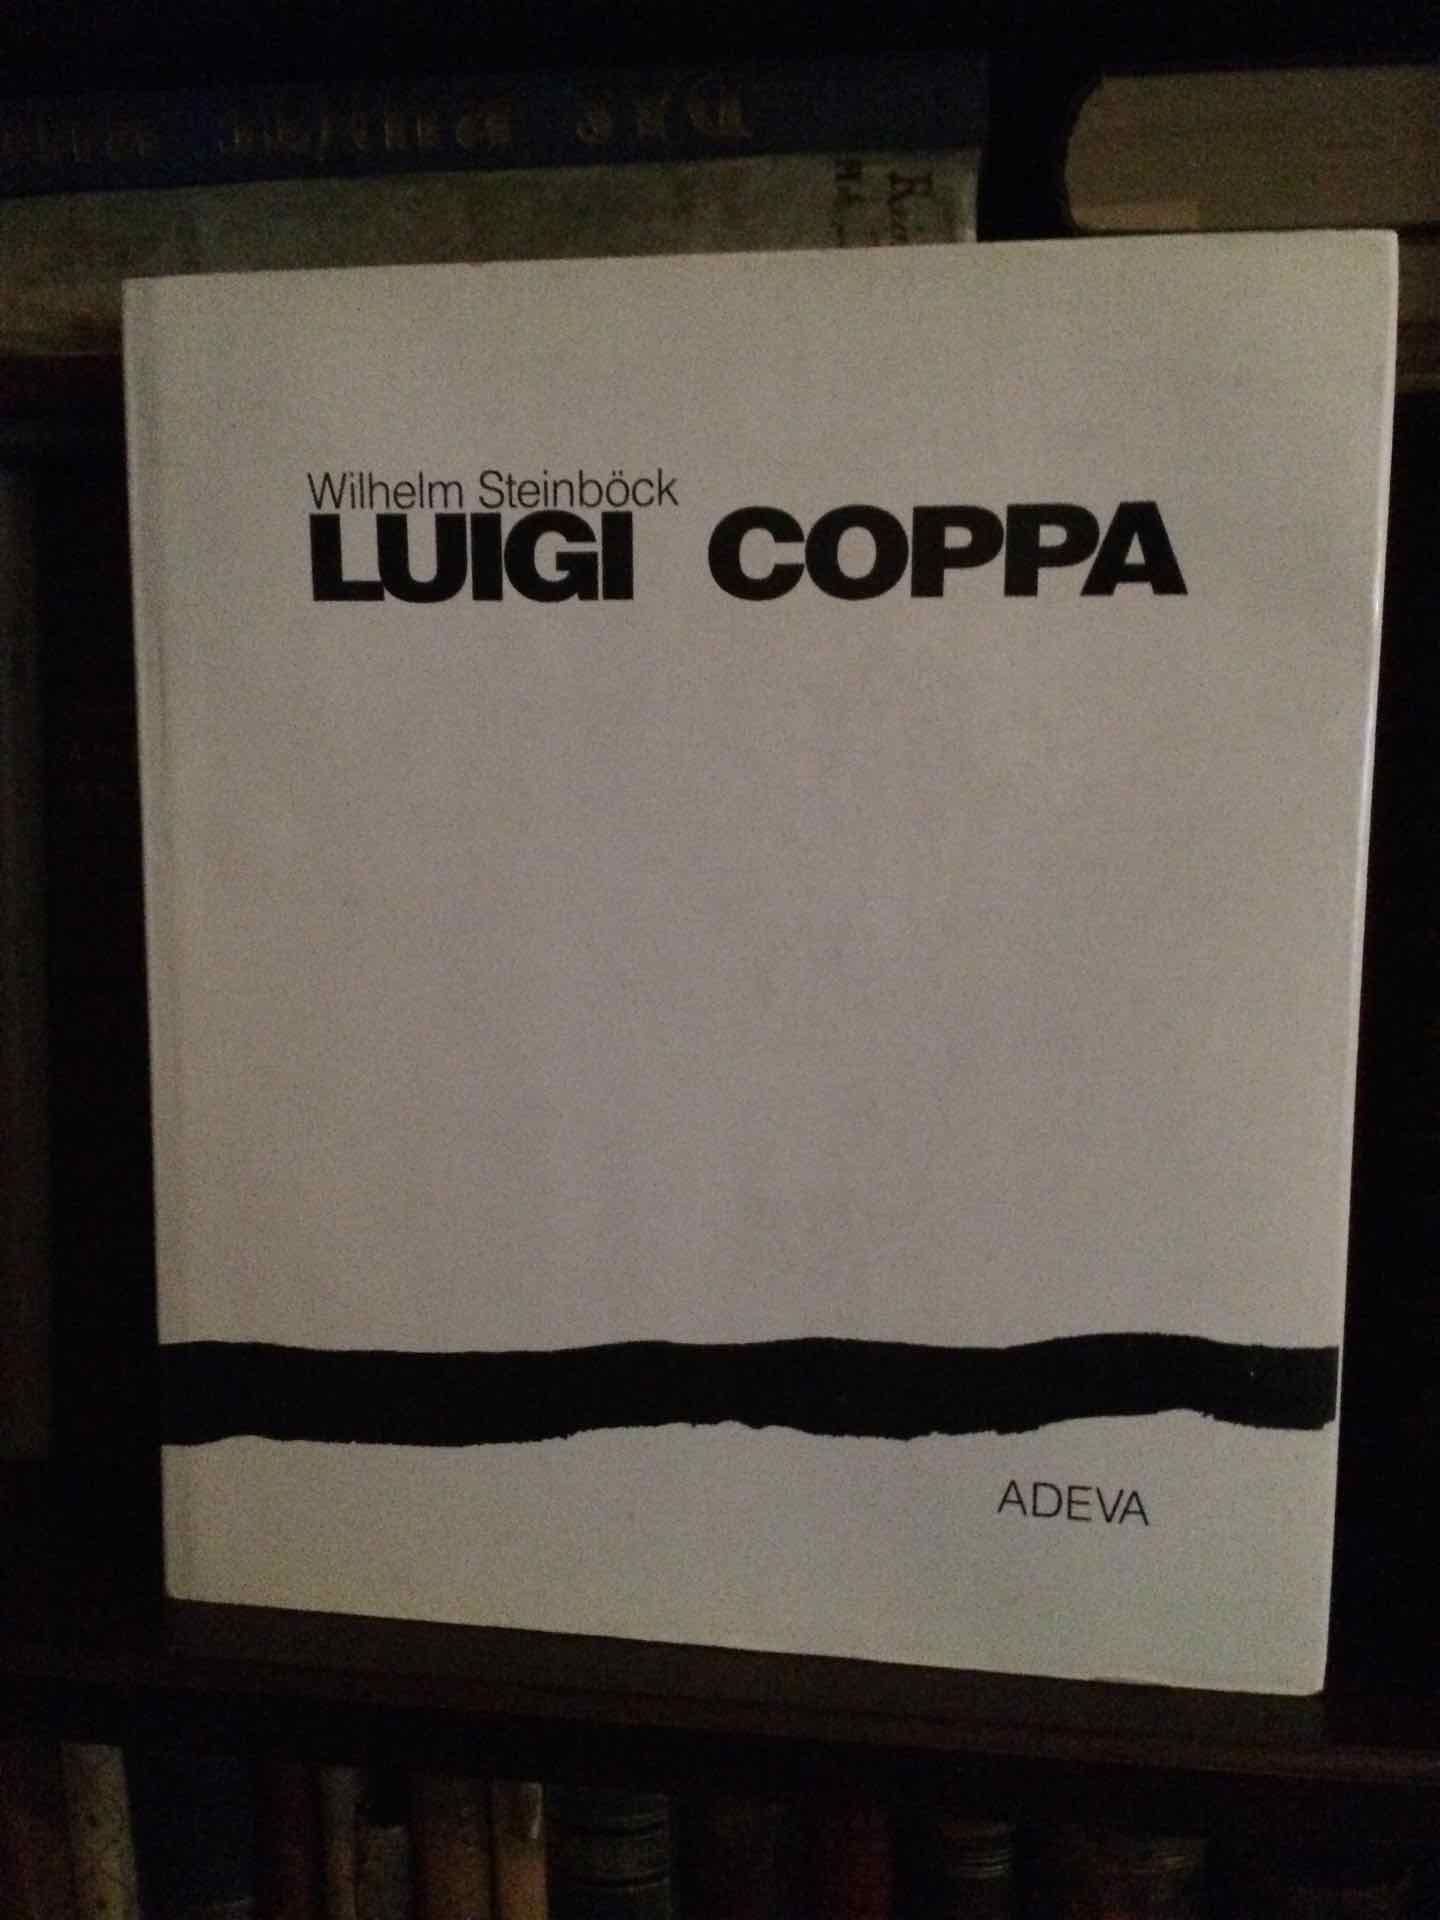 Wilhelm Steinböck
LUIGI COPPA
ADEVA